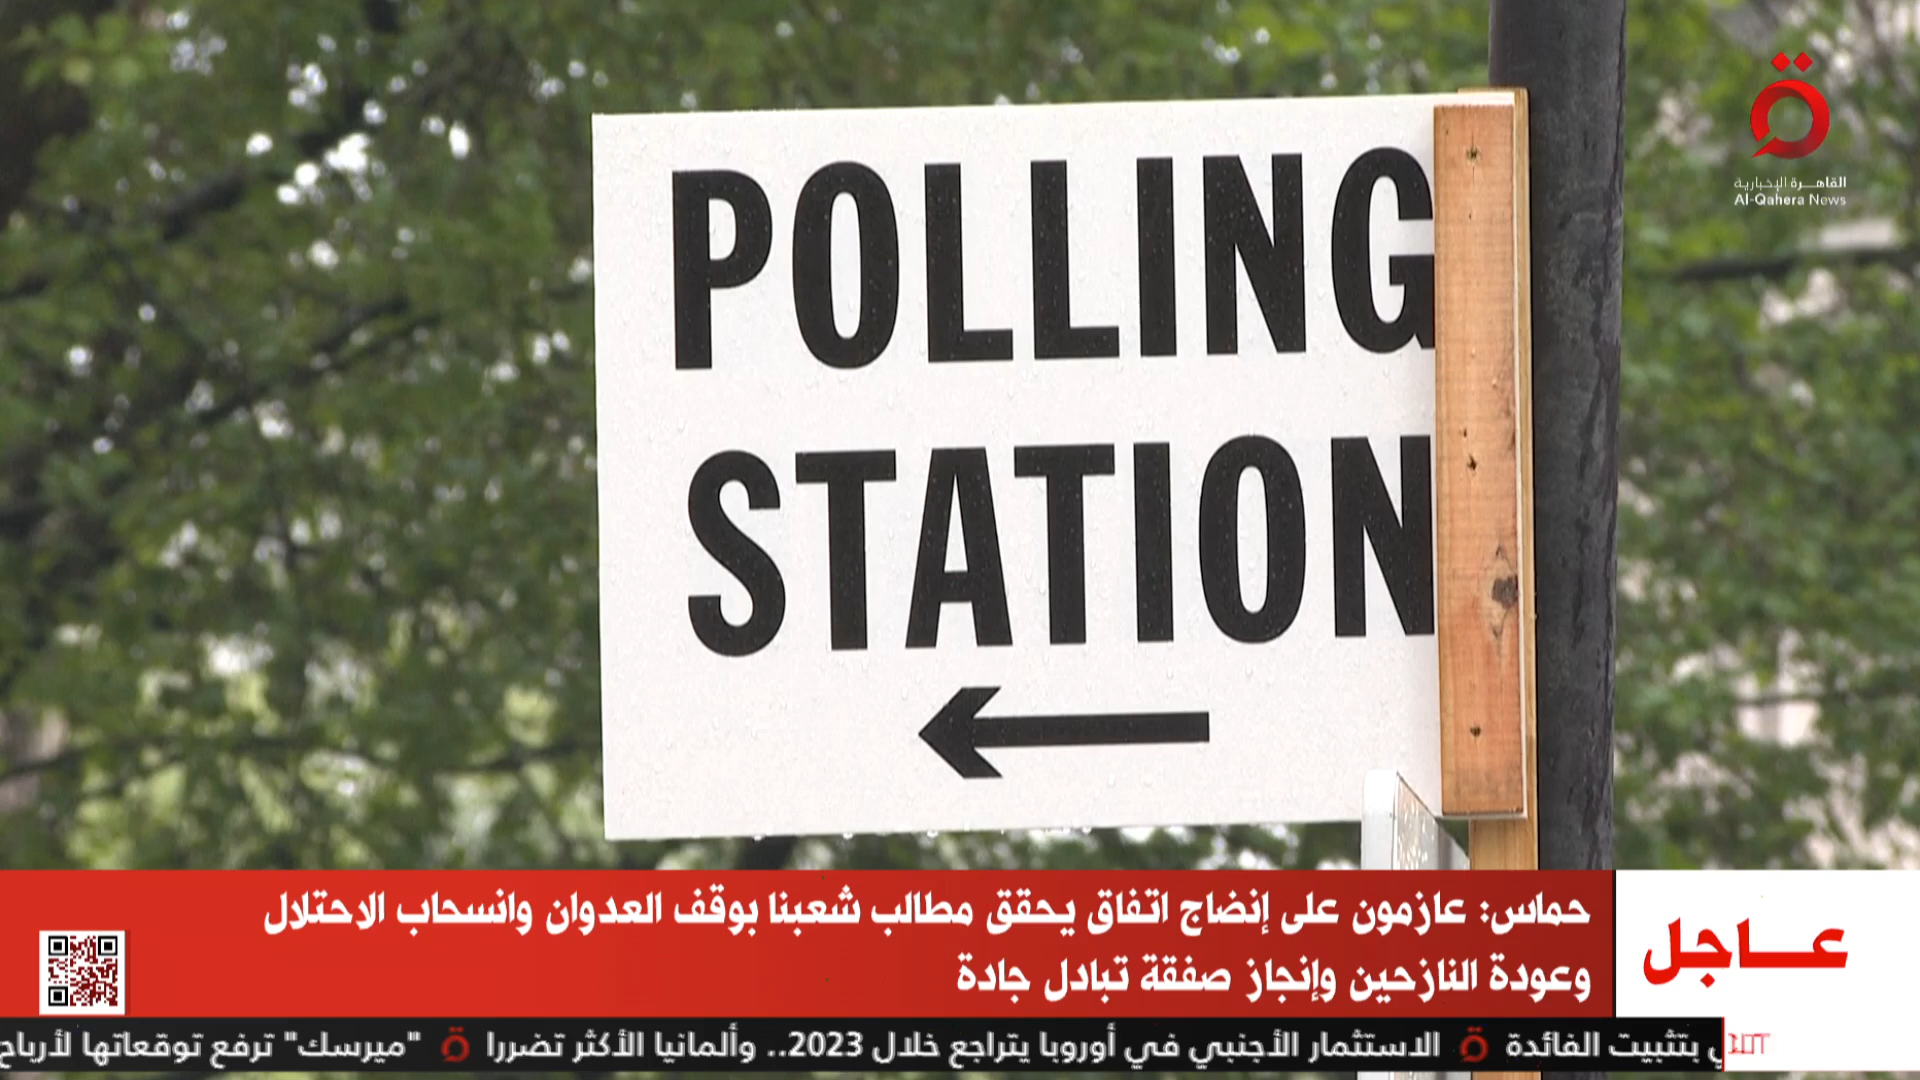 القاهرة الإخبارية
Al-Qahera News
POLLING
STATION
عاجل
حماس: عازمون على إنضاج اتفاق يحقق مطالب شعبنا بوقف العدوان وانسحاب الاحتلال
وعودة النازحين وإنجاز صفقة تبادل جادة
بتثبيت الفائدة الاستثمار الأجنبي في أوروبا يتراجع خلال 2023.. وألمانيا الأكثر تضررا "ميرسك" ترفع توقعاتها لأرباح